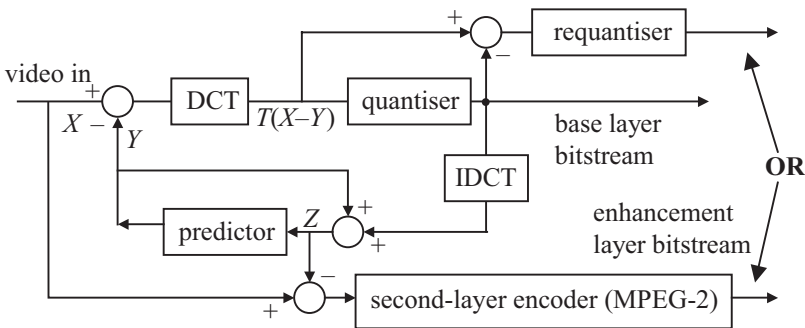 +
−
requantiser
video in
+
X −
Y
DCT
T(X–Y)
quantiser
base layer
bitstream
OR
IDCT
+
+
predictor
Z
enhancement
layer bitstream
−
+
second-layer encoder (MPEG-2)